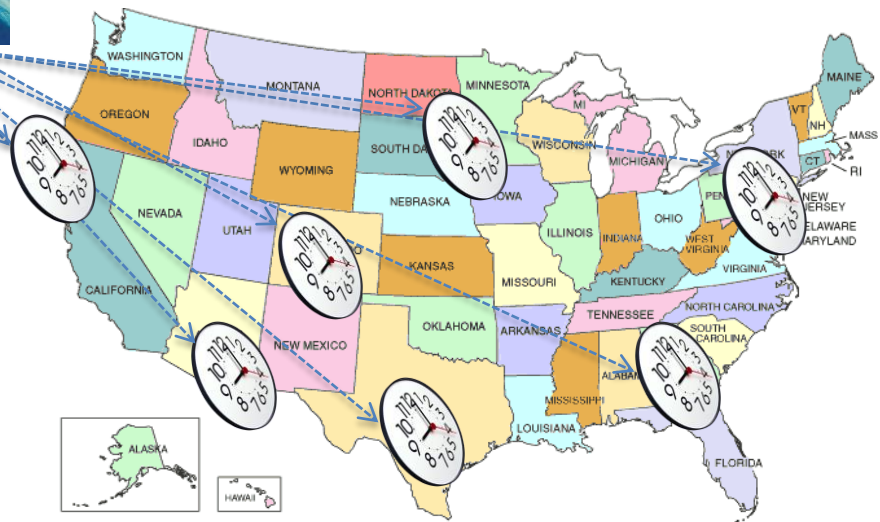 WASHINGTON
MONTANA
NORTH DAKOTA
MINNESOTA
MAINE
OREGON
IDAHO
SOUTH DA
WISCONSIN
MI
MICHIGAN
VT
NH
MASS
RK
CT
RI
WYOMING
IOWA
PEN
NEW
JERSEY
NEBRASKA
NEVADA
UTAH
O
ILLINOIS
INDIANA
OHIO
ELAWARE
ARYLAND
WEST
VIRGINIA
VIRGINIA
KANSAS
MISSOURI
KENTUCKY
CALIFORNIA
TENNESSEE
NORTH CAROLINA
OKLAHOMA
ARKANSAS
SOUTH
CAROLINA
NEW MEXICO
ALABAM
MISSISSIPPI
LOUISIANA
FLORIDA
ALASKA
HAWAII